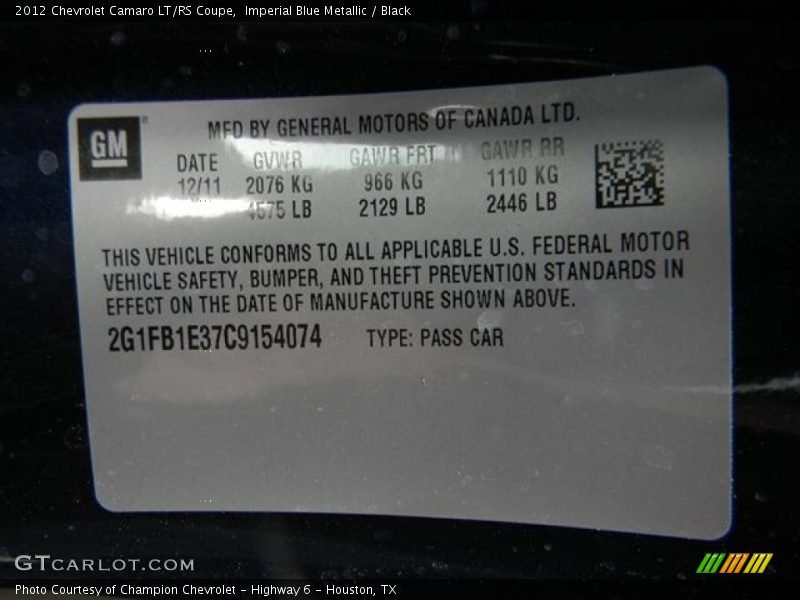 2012 Chevrolet Camaro LT/RS Coupe,  Imperial Blue Metallic / Black
GM
MFD BY GENERAL MOTORS OF CANADA LTD.
DATE GVWR GAWR FRT GAWR RR
12/11 2076 KG 966 KG 1110 KG
4575 LB 2129 LB 2446 LB
THIS VEHICLE CONFORMS TO ALL APPLICABLE U.S. FEDERAL MOTOR
VEHICLE SAFETY, BUMPER, AND THEFT PREVENTION STANDARDS IN
EFFECT ON THE DATE OF MANUFACTURE SHOWN ABOVE.
2G1FB1E37C9154074 TYPE: PASS CAR
GTCARLOT.COM
Photo Courtesy of Champion Chevrolet - Highway 6 - Houston, TX